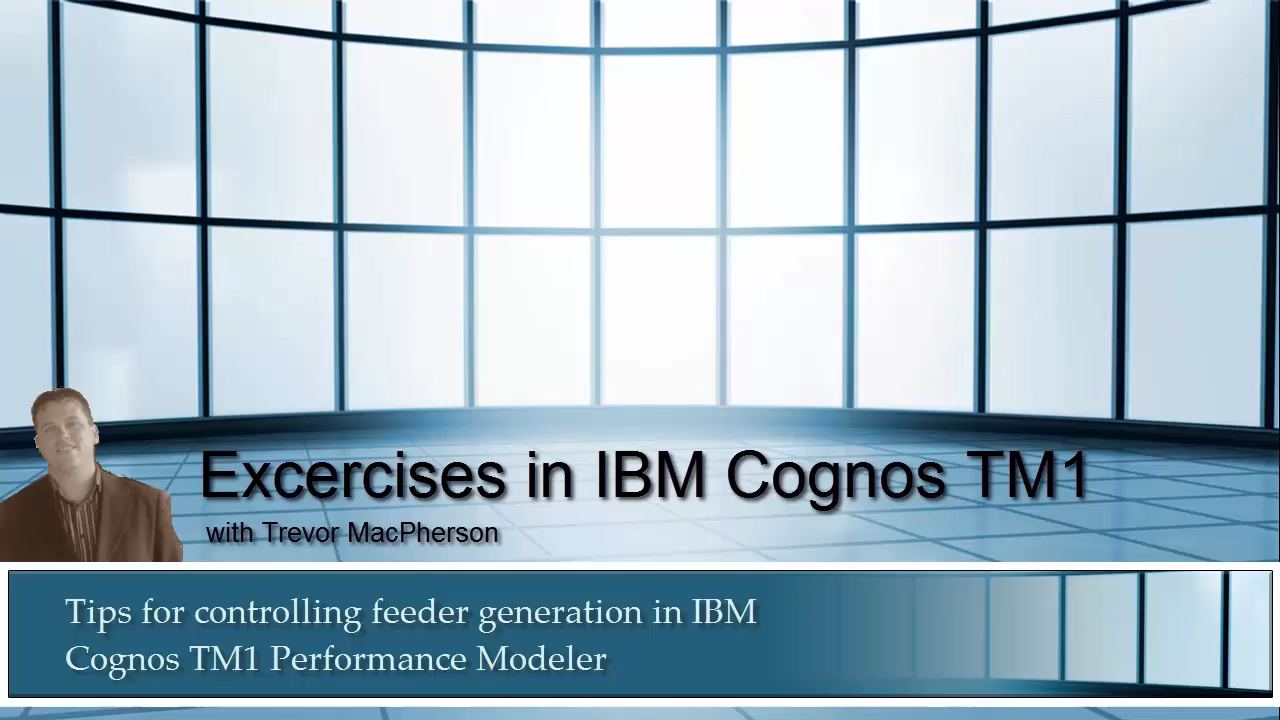 Excercises in IBM Cognos TM1
with Trevor MacPherson
Tips for controlling feeder generation in IBM
Cognos TM1 Performance Modeler